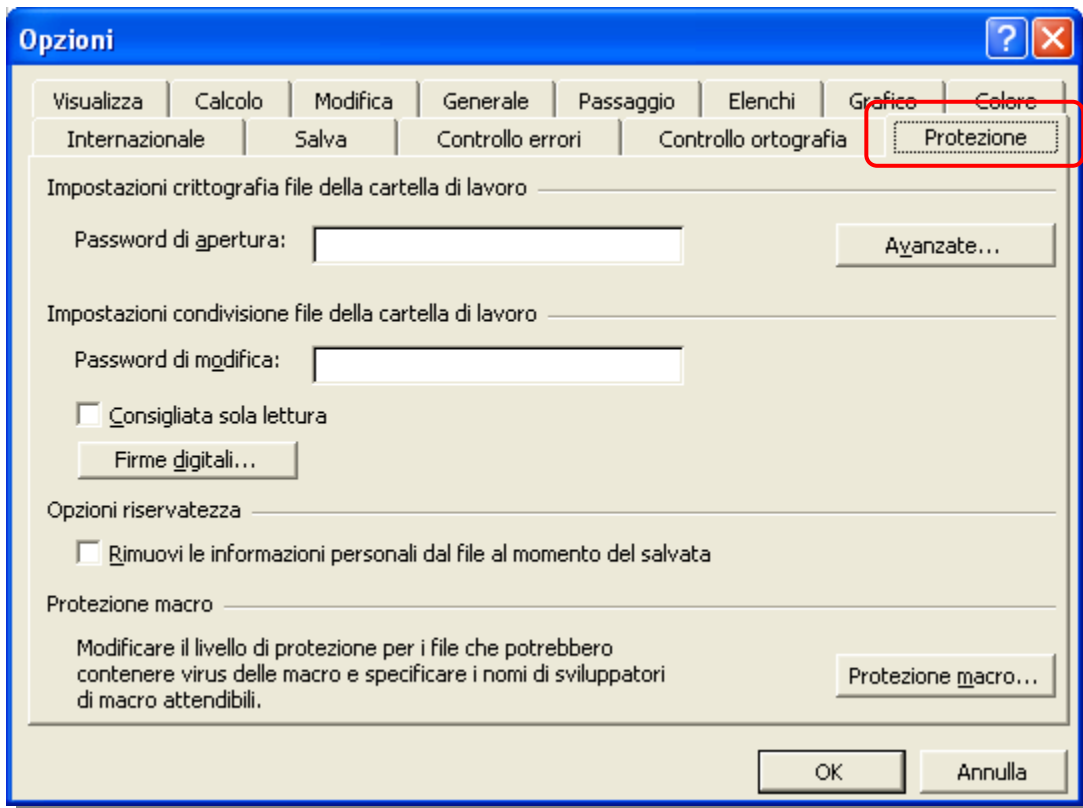 Opzioni
Visualizza Calcolo Modifica Generale Passaggio Elenchi Grafico Colore
Internazionale Salva Controllo errori Controllo ortografia Protezione
Impostazioni crittografia file della cartella di lavoro
Password di apertura: Avanzate...
Impostazioni condivisione file della cartella di lavoro
Password di modifica:
Consigliata sola lettura
Firme digitali...
Opzioni riservatezza
Rimuovi le informazioni personali dal file al momento del salvata
Protezione macro
Modificare il livello di protezione per i file che potrebbero
contenere virus delle macro e specificare i nomi di sviluppatori
di macro attendibili.
Protezione macro...
OK Annulla